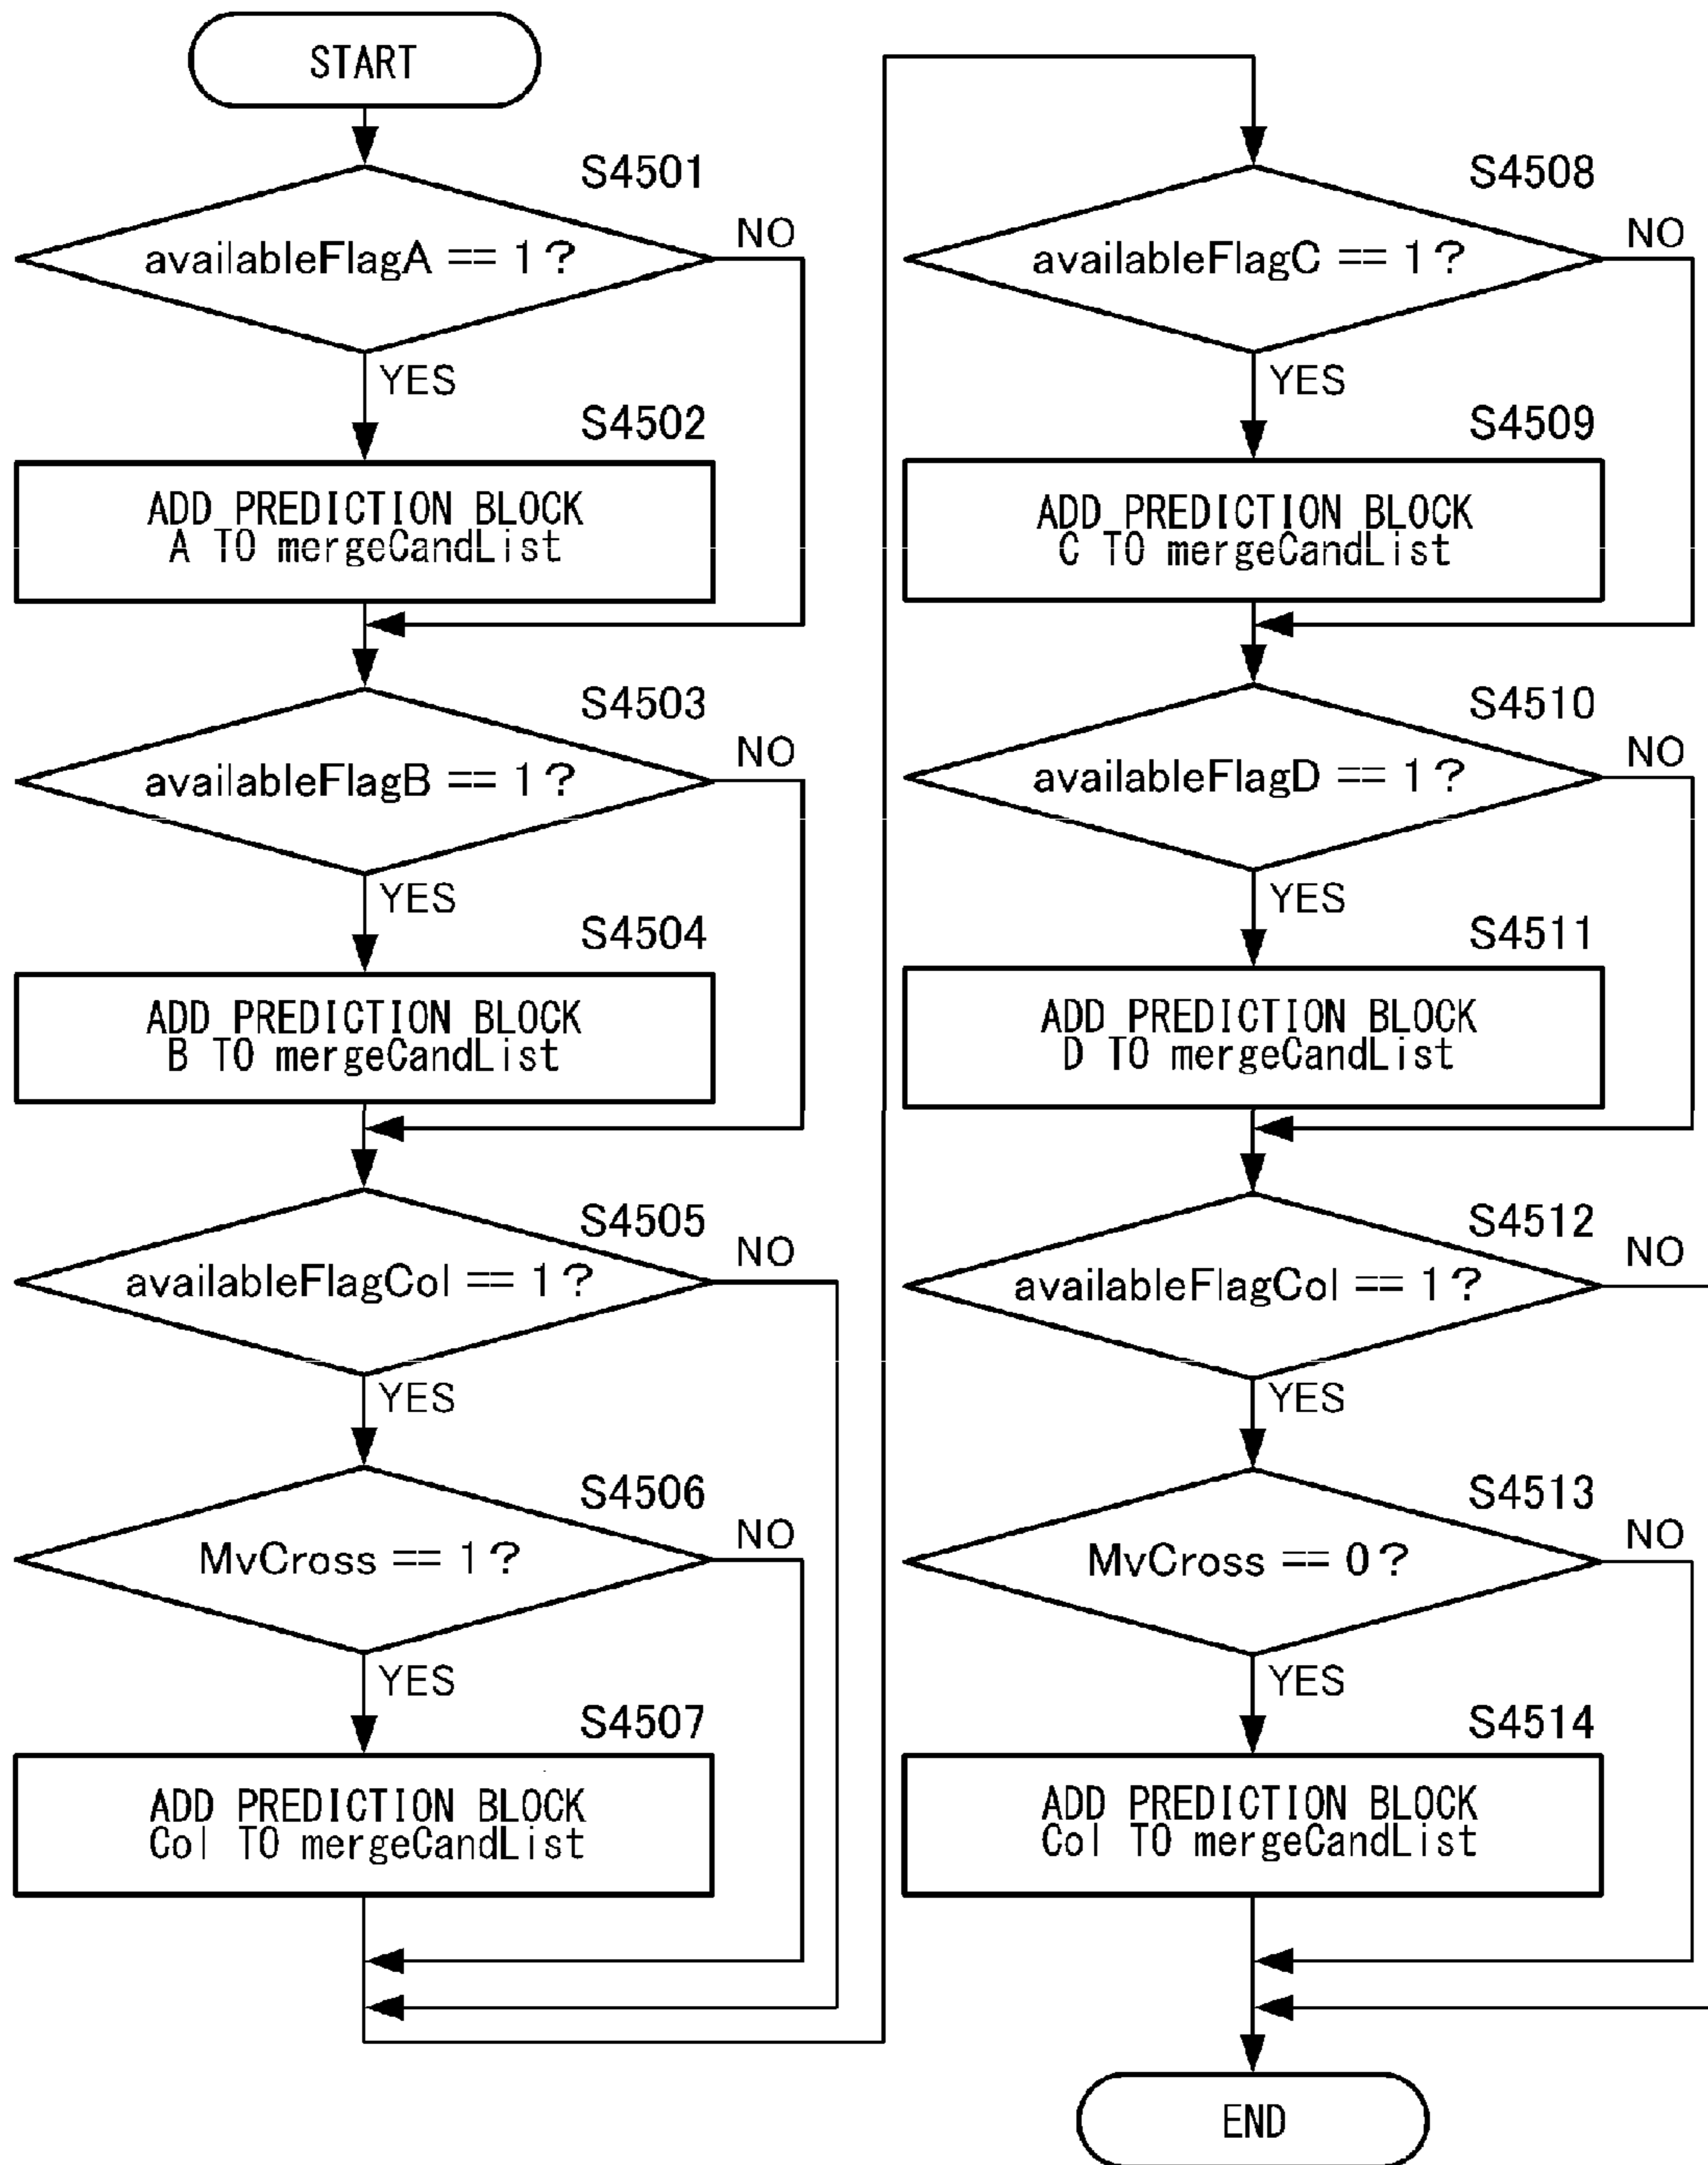 START
S4501
availableFlagA == 1?
NO
YES
S4502
ADD PREDICTION BLOCK
A TO mergeCandList
S4503
availableFlagB == 1?
NO
YES
S4504
ADD PREDICTION BLOCK
B TO mergeCandList
S4505
availableFlagCol == 1?
NO
YES
S4506
MvCross == 1?
NO
YES
S4507
ADD PREDICTION BLOCK
Col TO mergeCandList
S4508
availableFlagC == 1?
NO
YES
S4509
ADD PREDICTION BLOCK
C TO mergeCandList
S4510
availableFlagD == 1?
NO
YES
S4511
ADD PREDICTION BLOCK
D TO mergeCandList
S4512
availableFlagCol == 1?
NO
YES
S4513
MvCross == 0?
NO
YES
S4514
ADD PREDICTION BLOCK
Col TO mergeCandList
END